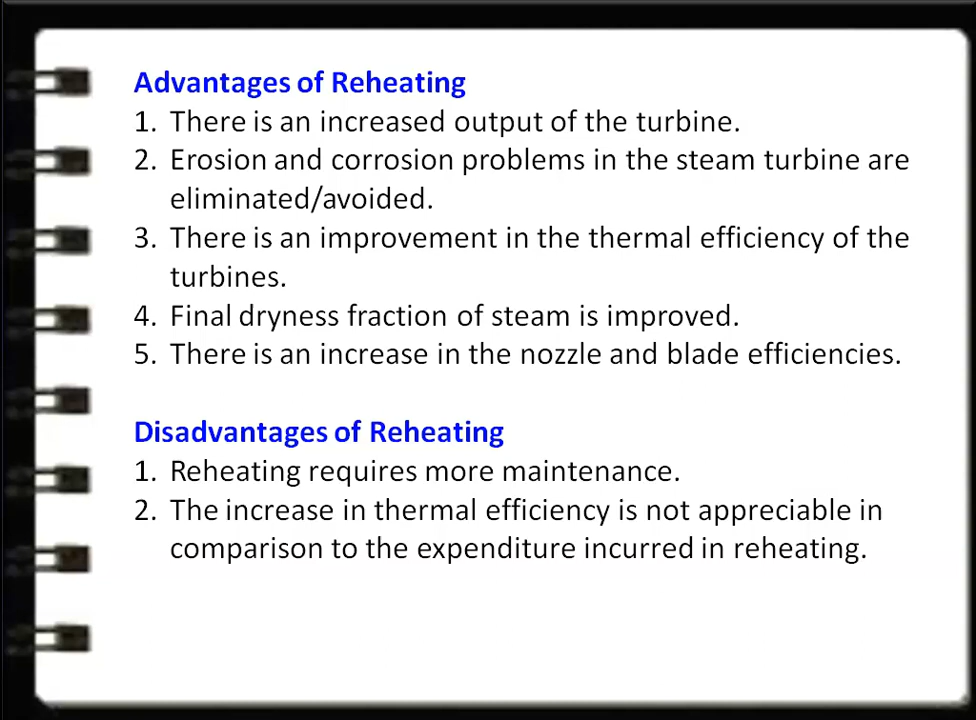 Advantages of Reheating
1. There is an increased output of the turbine.
2. Erosion and corrosion problems in the steam turbine are
eliminated/avoided.
3. There is an improvement in the thermal efficiency of the
turbines.
4. Final dryness fraction of steam is improved.
5. There is an increase in the nozzle and blade efficiencies.
Disadvantages of Reheating
1. Reheating requires more maintenance.
2. The increase in thermal efficiency is not appreciable in
comparison to the expenditure incurred in reheating.